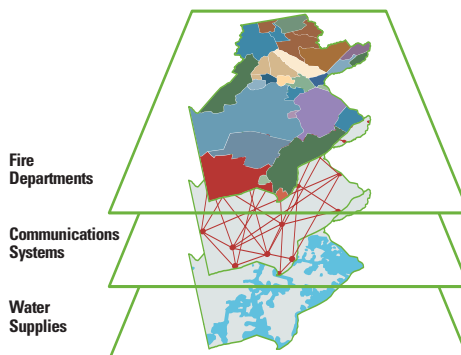 Fire
Departments
Communications
Systems
Water
Supplies